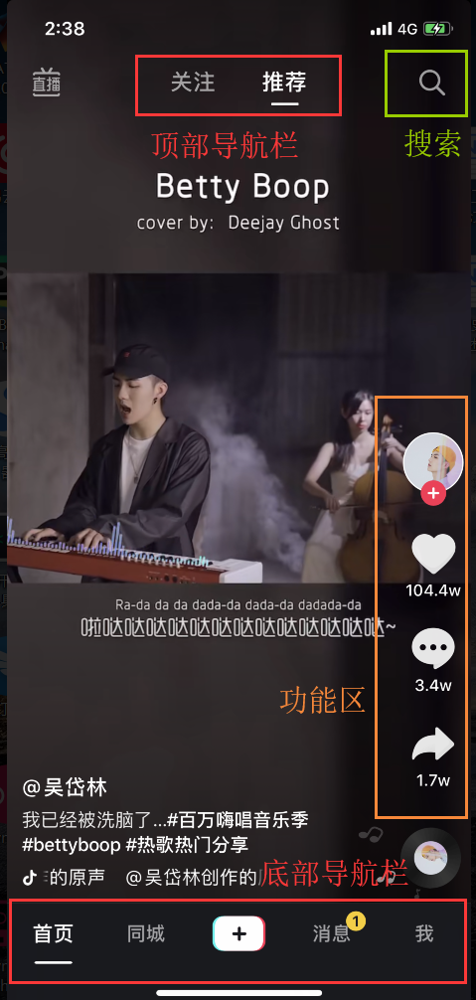 2:38
4G
直播
关注
推荐
顶部导航栏
搜索
Betty Boop
cover by: Deejay Ghost
104.4w
Ra-da da da dada-da dada-da dadada-da
啦哒哒哒哒哒哒哒哒哒哒哒哒哒~
3.4w
功能区
1.7w
@吴岱林
我已经被洗脑了...#百万嗨唱音乐季
#bettyboop #热歌热门分享
的原声 @吴岱林创作的
底部导航栏
首页
同城
消息
1
我